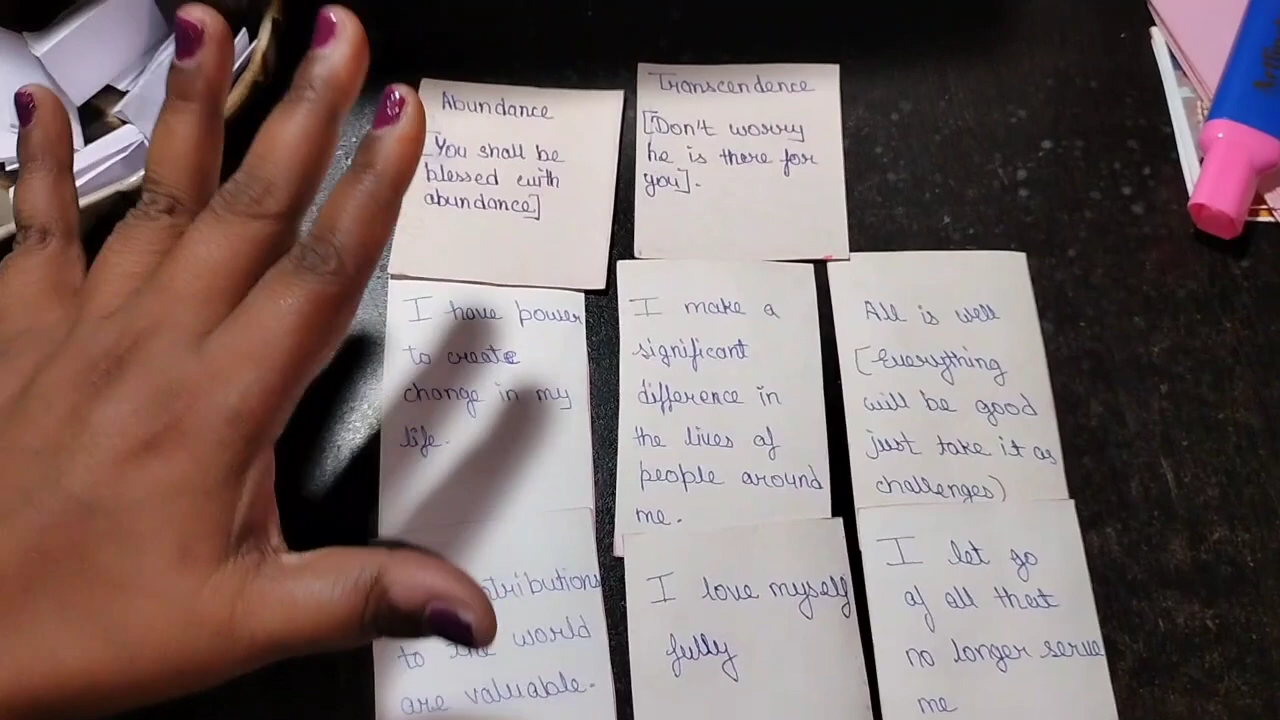 Abundance
[You shall be
blessed with
abundance]
Transcendence
[Don't worry
he is there for
you].
I have power
to create
change in my
life.
I make a
significant
difference in
the lives of
people around
me.
All is well
[Everything
will be good
just take it as
challenges)
to the world
are valuable.
I love myself
fully
I let go
of all that
no longer serve
me